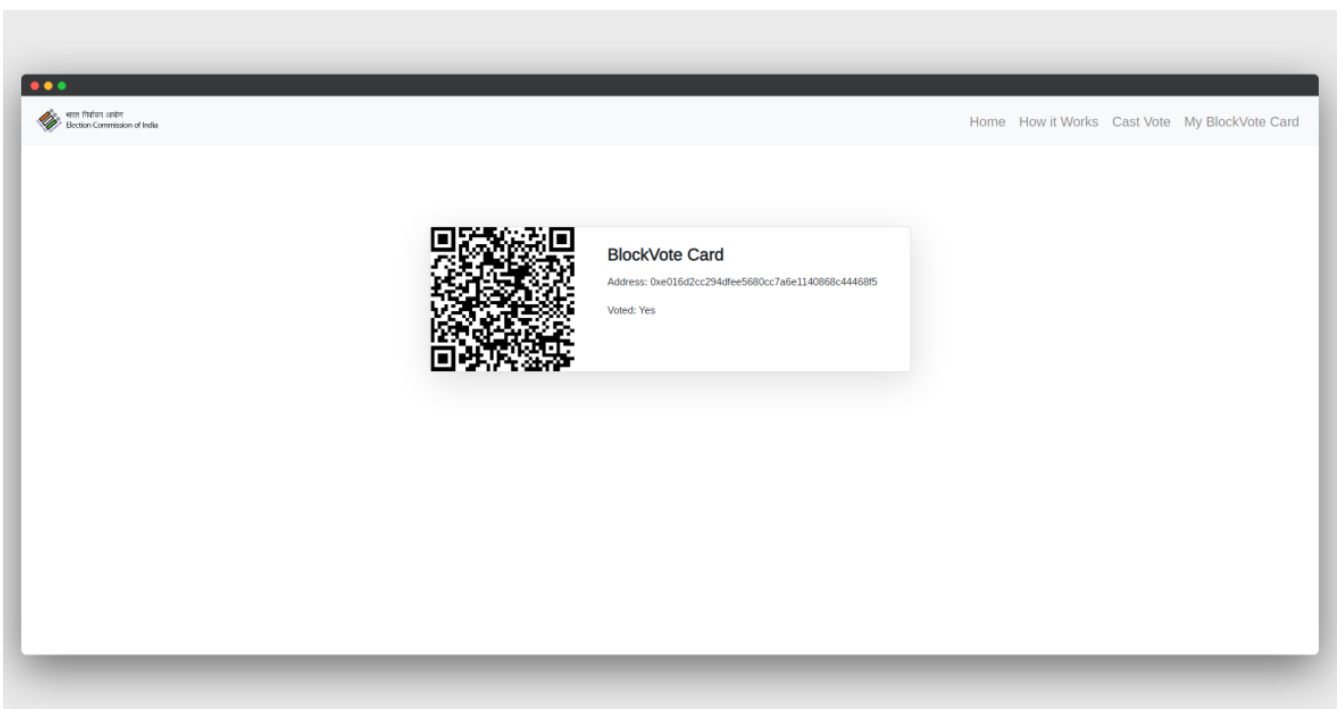 भारत निर्वाचन आयोग
Election Commission of India
Home How it Works Cast Vote My BlockVote Card
BlockVote Card
Address: 0xe016d2cc294dfee5680cc7a6e1140868c44468f5
Voted: Yes